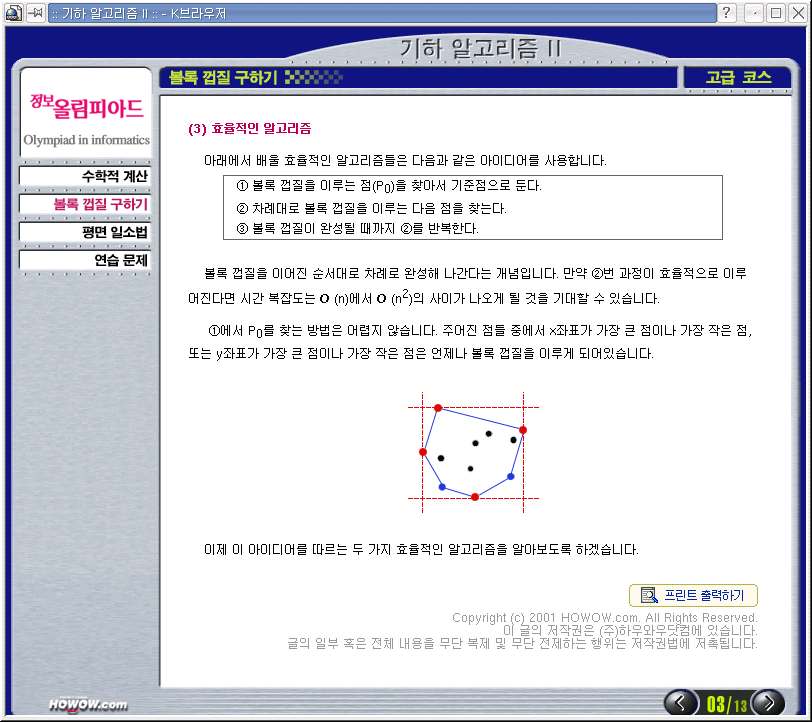 :: 기하 알고리즘 II :: - K브라우저
기하 알고리즘 II
볼록 껍질 구하기
고급 코스
정보올림피아드
Olympiad in informatics
수학적 계산
볼록 껍질 구하기
평면 일소법
연습 문제
(3) 효율적인 알고리즘
아래에서 배울 효율적인 알고리즘들은 다음과 같은 아이디어를 사용합니다.
① 볼록 껍질을 이루는 점(P0)을 찾아서 기준점으로 둔다.
② 차례대로 볼록 껍질을 이루는 다음 점을 찾는다.
③ 볼록 껍질이 완성될 때까지 ②를 반복한다.
볼록 껍질을 이어진 순서대로 차례로 완성해 나간다는 개념입니다. 만약 ②번 과정이 효율적으로 이루
어진다면 시간 복잡도는 O (n)에서 O (n2)의 사이가 나오게 될 것을 기대할 수 있습니다.
①에서 P0를 찾는 방법은 어렵지 않습니다. 주어진 점들 중에서 x좌표가 가장 큰 점이나 가장 작은 점,
또는 y좌표가 가장 큰 점이나 가장 작은 점은 언제나 볼록 껍질을 이루게 되어있습니다.
이제 이 아이디어를 따르는 두 가지 효율적인 알고리즘을 알아보도록 하겠습니다.
프린트 출력하기
Copyright (c) 2001 HOWOW.com. All Rights Reserved.
이 글의 저작권은 (주)하우와우닷컴에 있습니다.
글의 일부 혹은 전체 내용을 무단 복제 및 무단 전제하는 행위는 저작권법에 저촉됩니다.
HOWOW.com
03/13